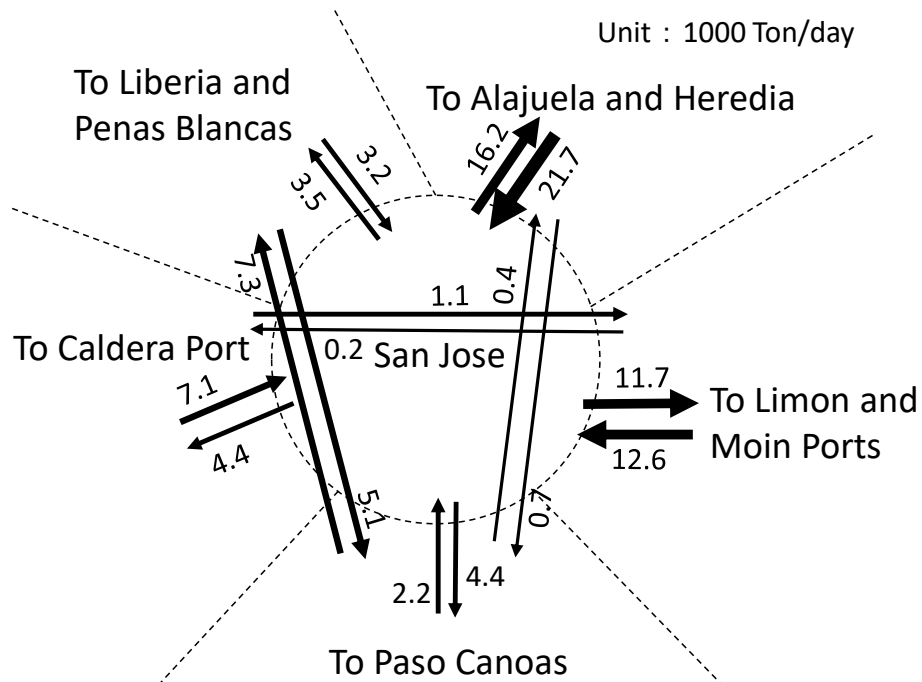 Unit : 1000 Ton/day
To Liberia and
Penas Blancas
To Alajuela and Heredia
3.2
3.5
16.2
21.7
7.3
0.4
1.1
0.2
San Jose
To Caldera Port
7.1
4.4
11.7
12.6
To Limon and
Moin Ports
5.1
0.7
2.2
4.4
To Paso Canoas